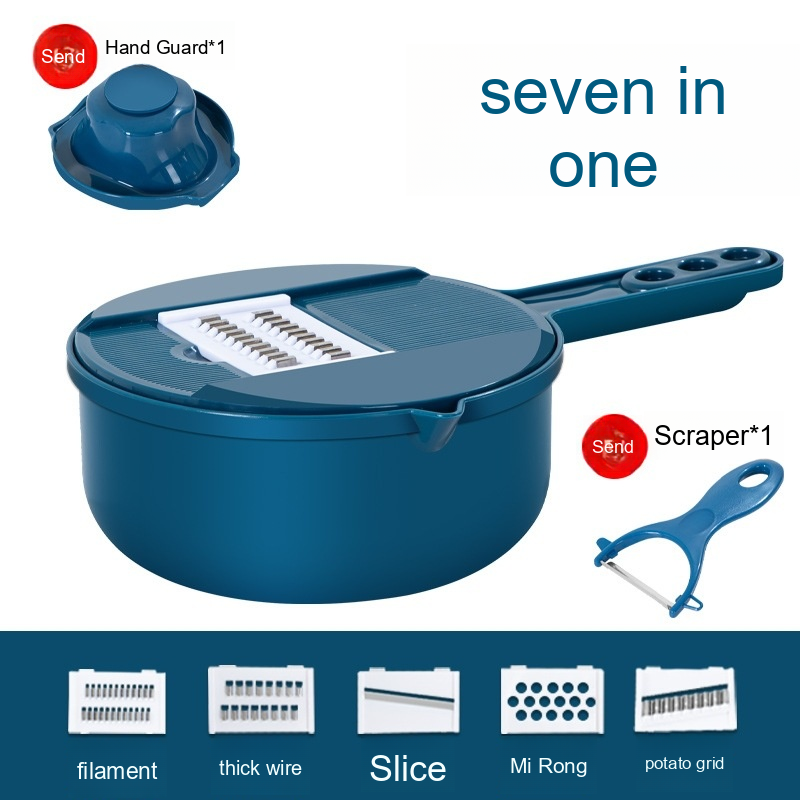 Send
Hand Guard*1
seven in
one
Send
Scraper*1
filament
thick wire
Slice
Mi Rong
potato grid